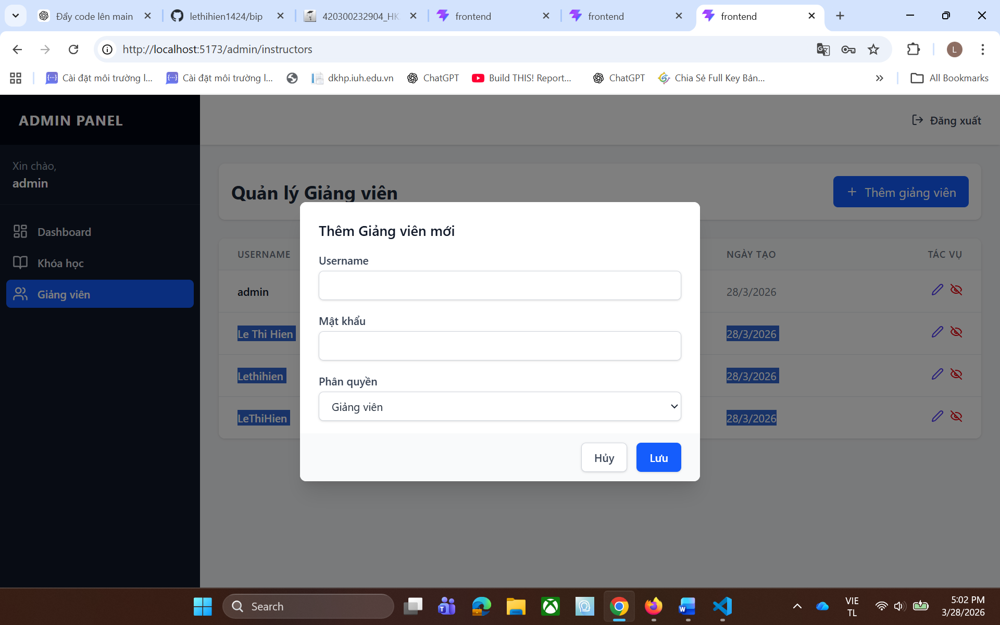 Đẩy code lên main
lethihien1424/bip
420300232904_HK
frontend
frontend
frontend
http://localhost:5173/admin/instructors
L
Cài đặt môi trường l...
Cài đặt môi trường l...
dkhp.iuh.edu.vn
ChatGPT
Build THIS! Report...
ChatGPT
Chia Sẻ Full Key Bản...
All Bookmarks
ADMIN PANEL
Đăng xuất
Xin chào,
admin
Dashboard
Khóa học
Giảng viên
Quản lý Giảng viên
Thêm giảng viên
USERNAME
NGÀY TẠO
TÁC VỤ
admin
28/3/2026
Le Thi Hien
28/3/2026
Lethihien
28/3/2026
LeThiHien
28/3/2026
Thêm Giảng viên mới
Username
Mật khẩu
Phân quyền
Giảng viên
Hủy
Lưu
Search
VIE
TL
5:02 PM
3/28/2026